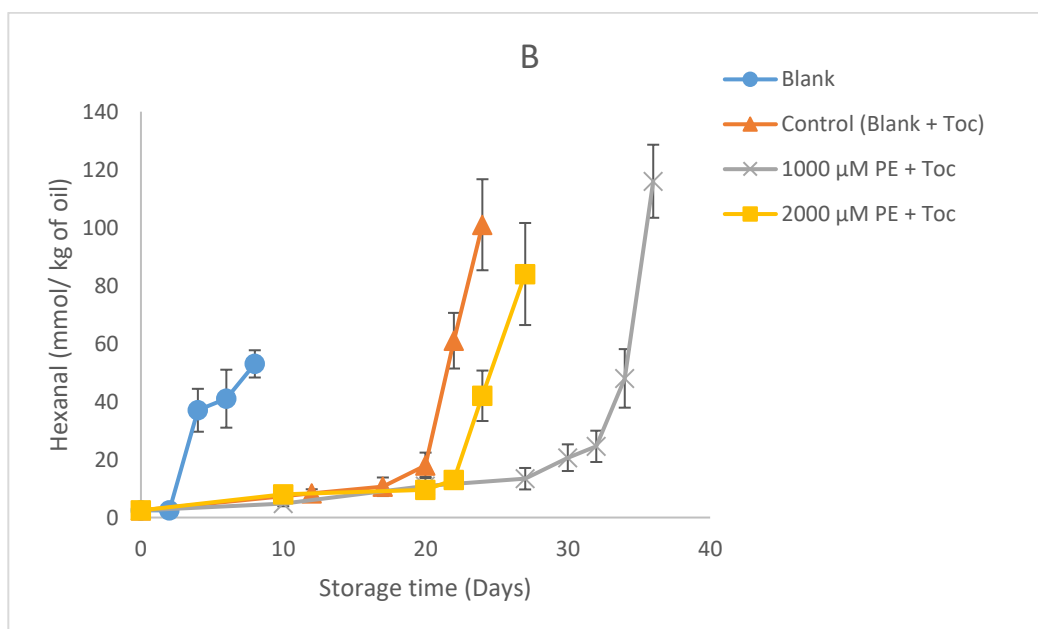 B
Blank
Control (Blank + Toc)
1000 µM PE + Toc
2000 µM PE + Toc
Hexanal (mmol/ kg of oil)
140
120
100
80
60
40
20
0
0 10 20 30 40
Storage time (Days)